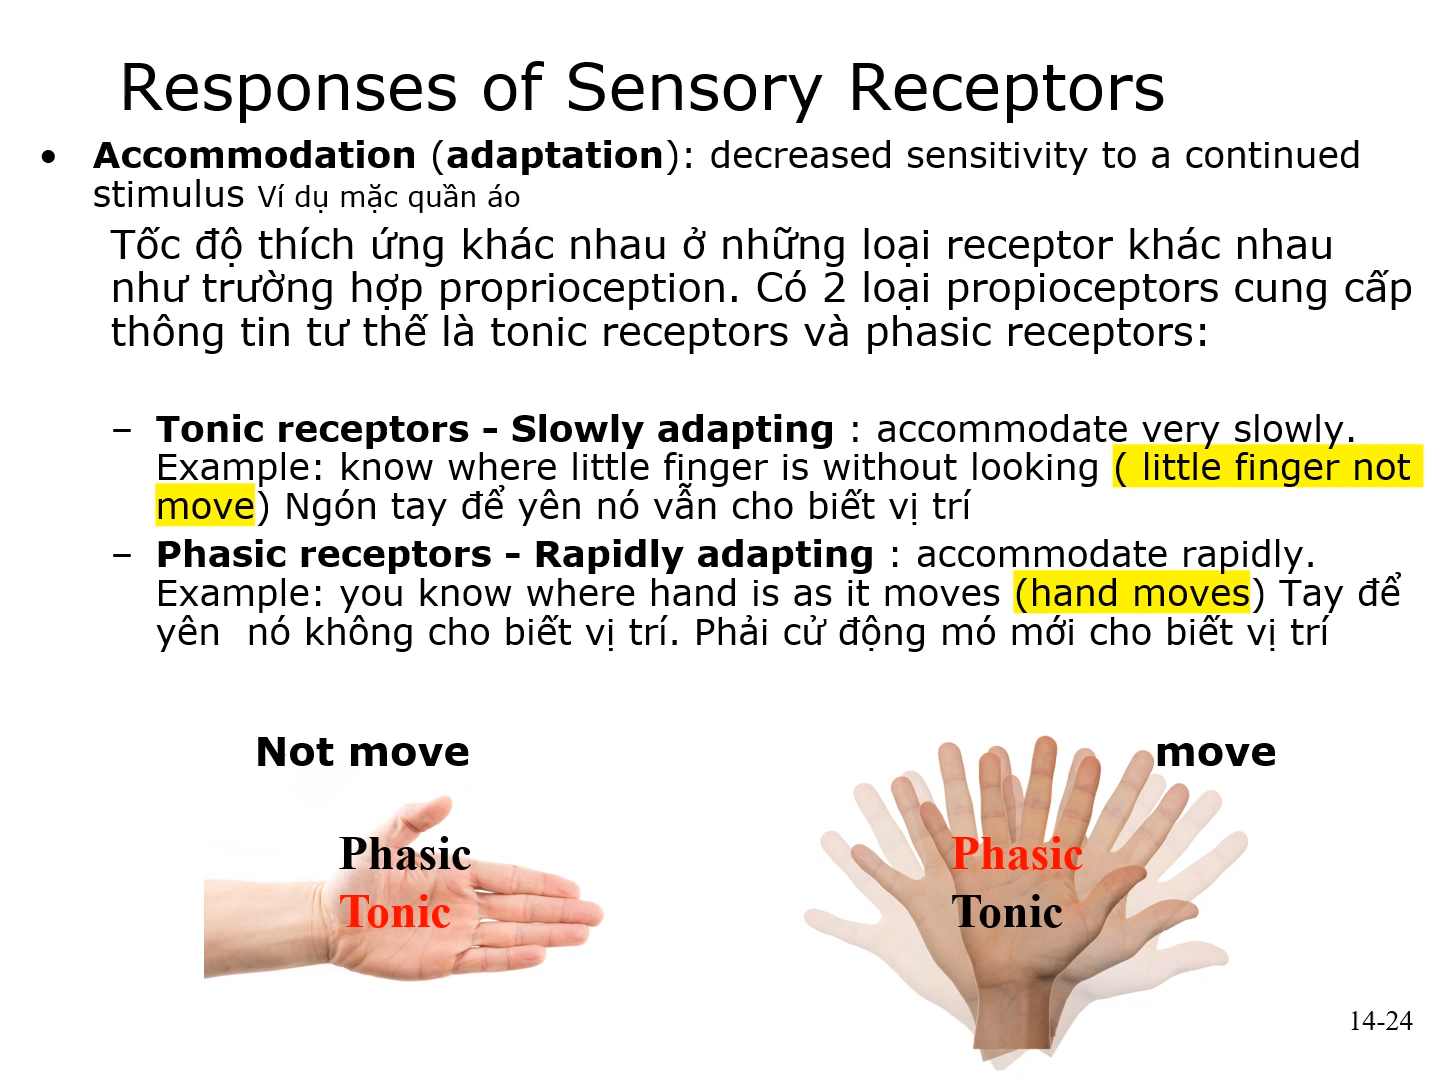 Responses of Sensory Receptors
• Accommodation (adaptation): decreased sensitivity to a continued
stimulus Ví dụ mặc quần áo
Tốc độ thích ứng khác nhau ở những loại receptor khác nhau
như trường hợp proprioception. Có 2 loại propioceptors cung cấp
thông tin tư thế là tonic receptors và phasic receptors:
– Tonic receptors - Slowly adapting : accommodate very slowly.
Example: know where little finger is without looking ( little finger not
move) Ngón tay để yên nó vẫn cho biết vị trí
– Phasic receptors - Rapidly adapting : accommodate rapidly.
Example: you know where hand is as it moves (hand moves) Tay để
yên  nó không cho biết vị trí. Phải cử động mó mới cho biết vị trí
Not move
Phasic
Tonic
move
Phasic
Tonic
14-24